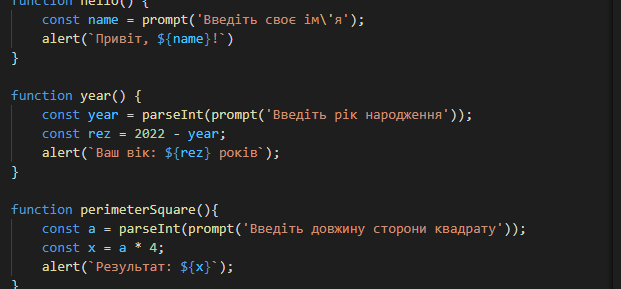 function hello() {
    const name = prompt('Введіть своє ім\'я');
    alert(`Привіт, ${name}!`)
}

function year() {
    const year = parseInt(prompt('Введіть рік народження'));
    const rez = 2022 - year;
    alert(`Ваш вік: ${rez} років`);
}

function perimeterSquare(){
    const a = parseInt(prompt('Введіть довжину сторони квадрату'));
    const x = a * 4;
    alert(`Результат: ${x}`);
}